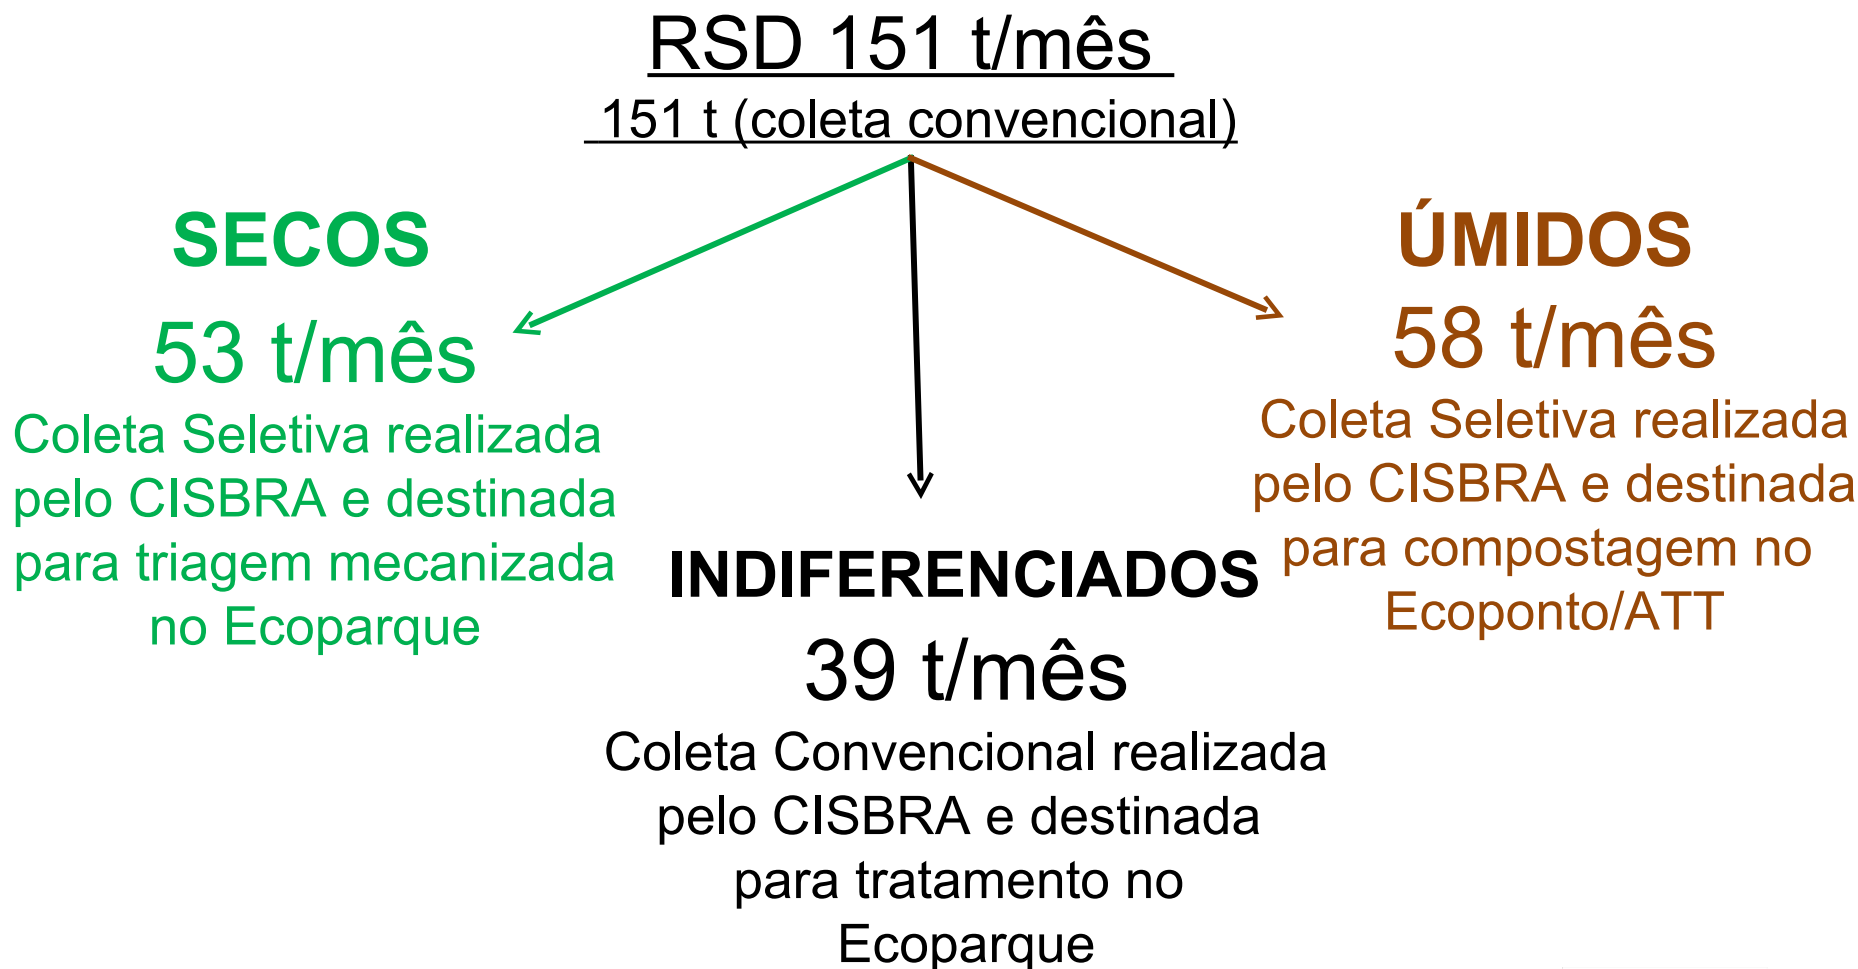 RSD 151 t/mês
151 t (coleta convencional)
SECOS
53 t/mês
Coleta Seletiva realizada
pelo CISBRA e destinada
para triagem mecanizada
no Ecoparque
INDIFERENCIADOS
39 t/mês
Coleta Convencional realizada
pelo CISBRA e destinada
para tratamento no
Ecoparque
ÚMIDOS
58 t/mês
Coleta Seletiva realizada
pelo CISBRA e destinada
para compostagem no
Ecoponto/ATT